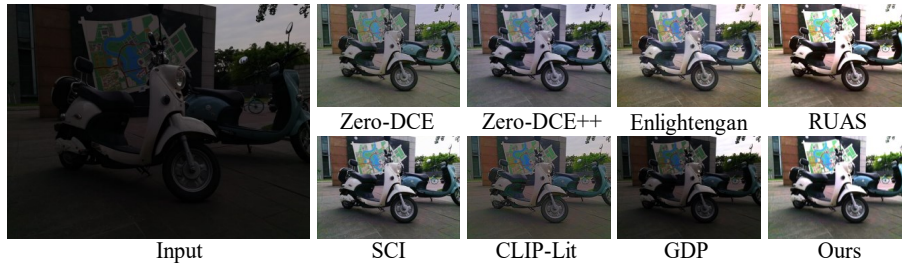 Zero-DCE Zero-DCE++ Enlightengan RUAS
Input SCI CLIP-Lit GDP Ours